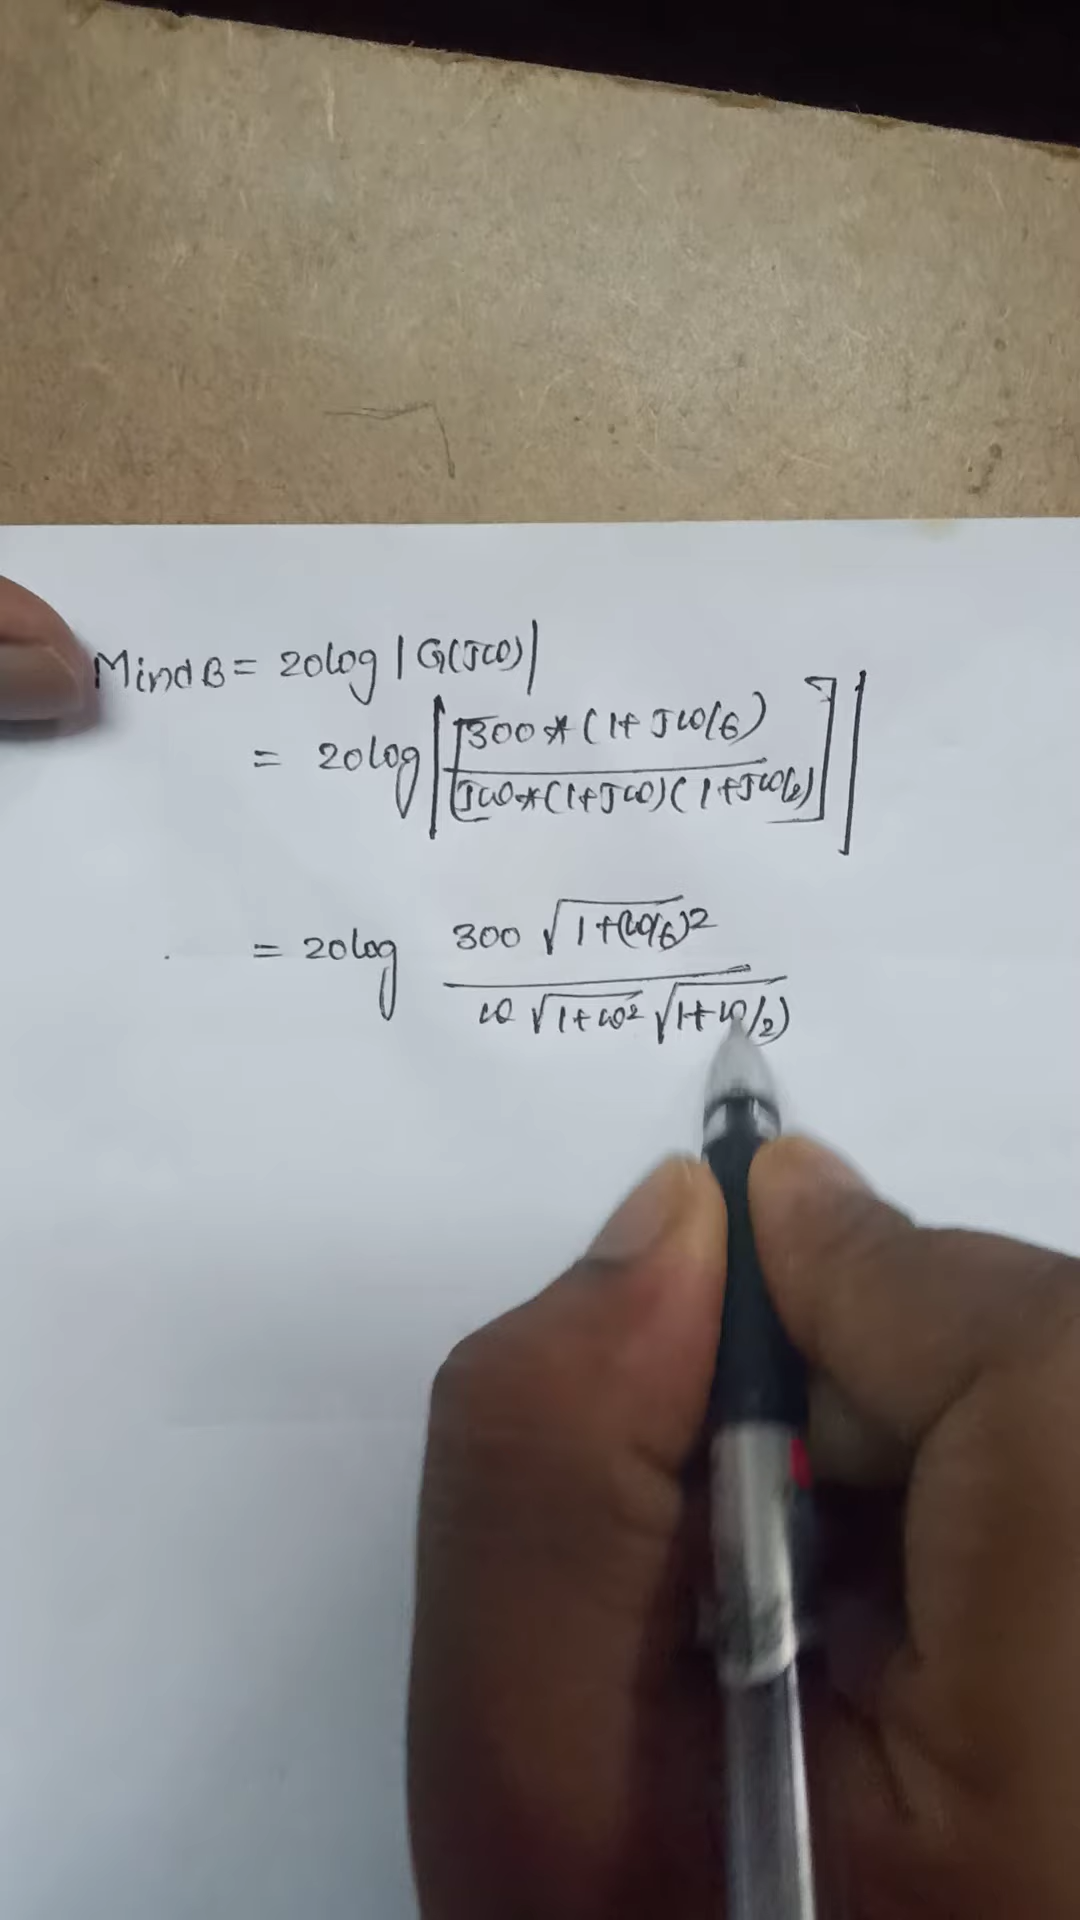 M in dB = 20log |G(jω)|
= 20log |[300*(1+jω/6)
jω*(1+jω)(1+jω/2)]|
= 20log 300 √1+(ω/6)2
ω √1+ω2 √1+ω/2)